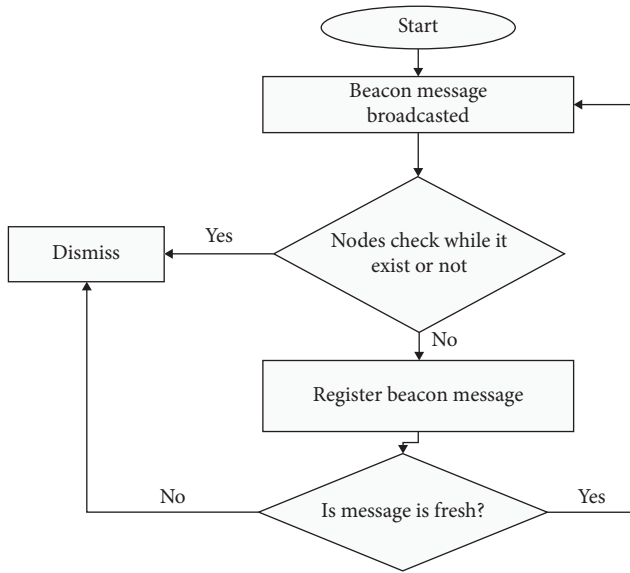 Start
Beacon message
broadcasted
Yes
Dismiss
Nodes check while it
exist or not
No
Register beacon message
No
Is message is fresh?
Yes